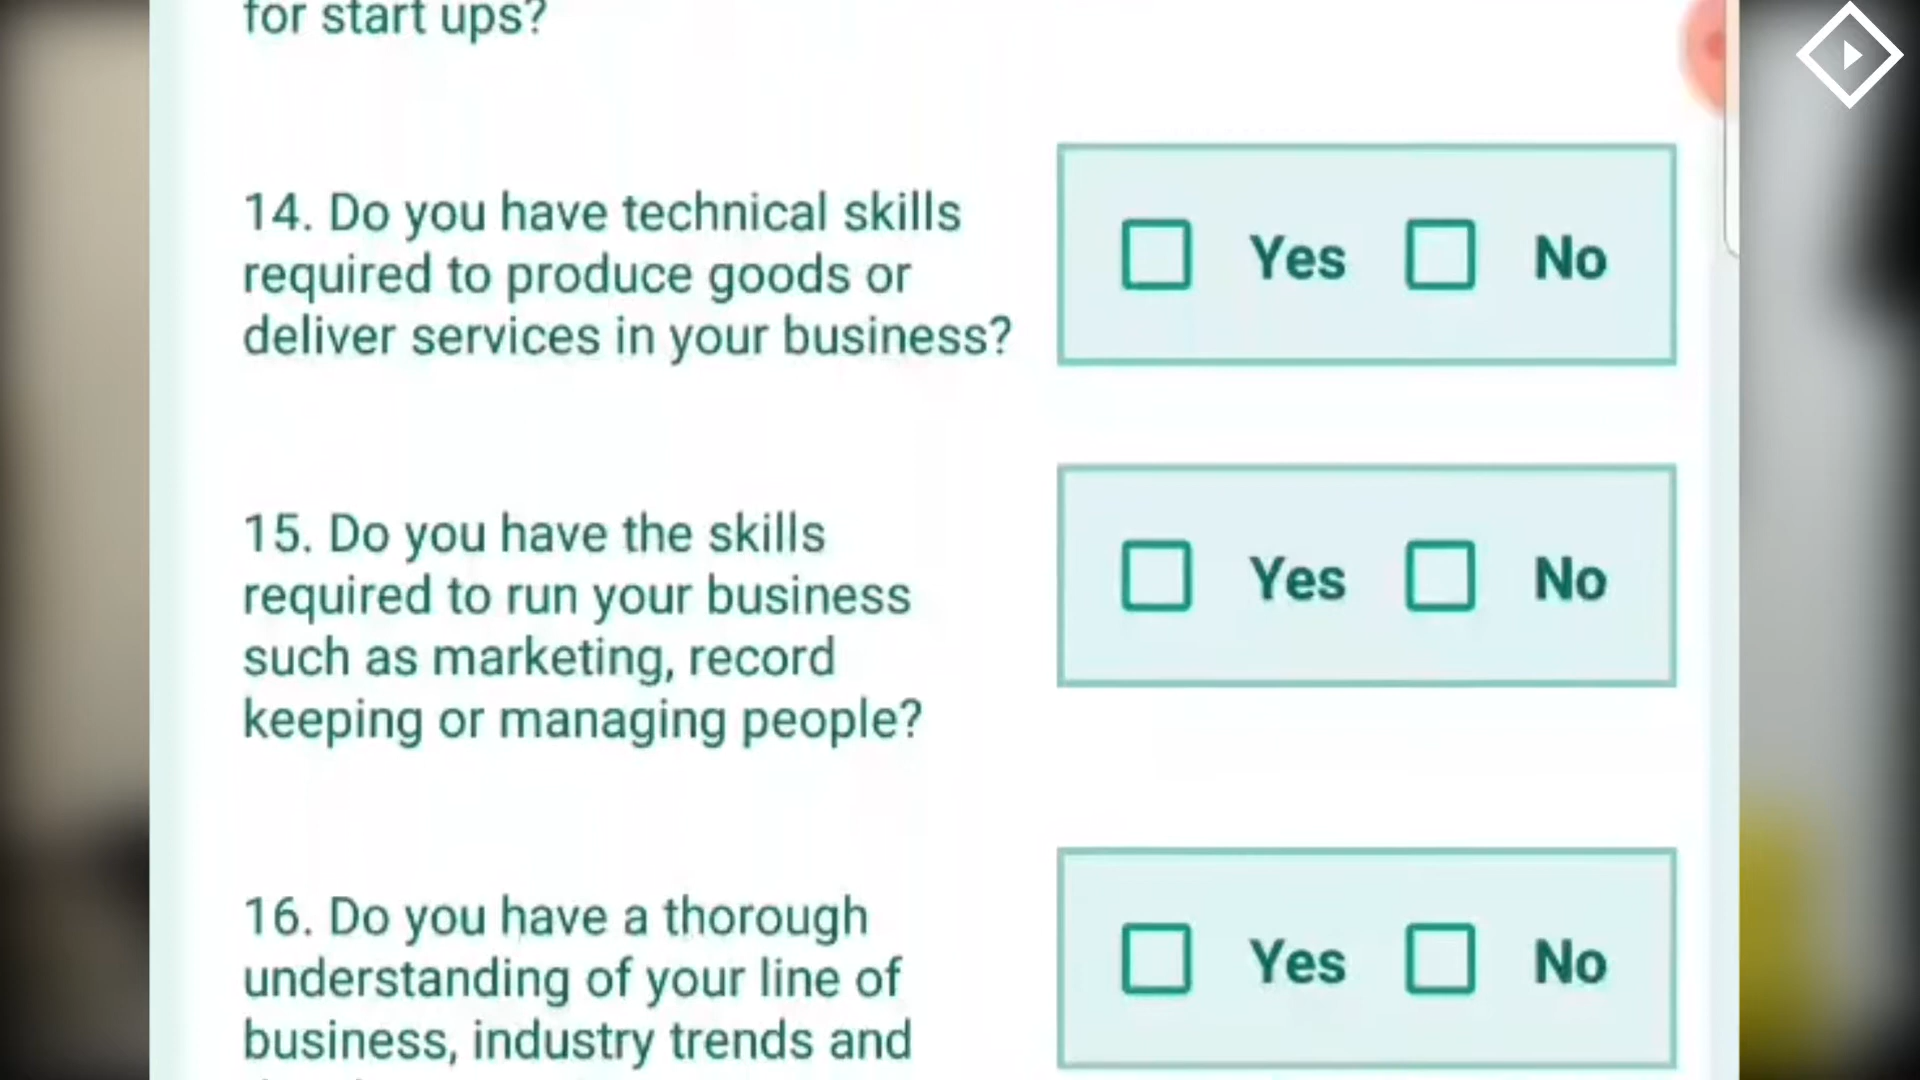 for start ups?
14. Do you have technical skills
required to produce goods or
deliver services in your business?
Yes No
15. Do you have the skills
required to run your business
such as marketing, record
keeping or managing people?
Yes No
16. Do you have a thorough
understanding of your line of
business, industry trends and
Yes No